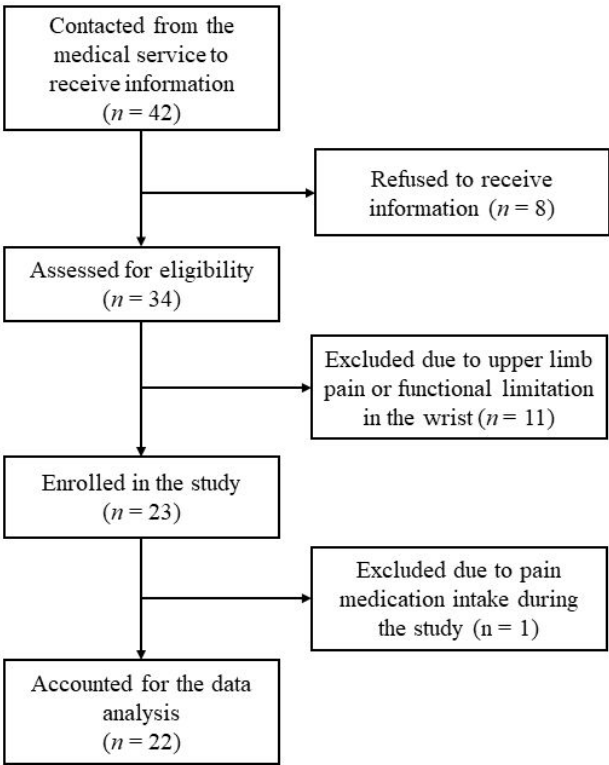 Contacted from the
medical service to
receive information
(n = 42)
Refused to receive
information (n = 8)
Assessed for eligibility
(n = 34)
Excluded due to upper limb
pain or functional limitation
in the wrist (n = 11)
Enrolled in the study
(n = 23)
Excluded due to pain
medication intake during
the study (n = 1)
Accounted for the data
analysis
(n = 22)